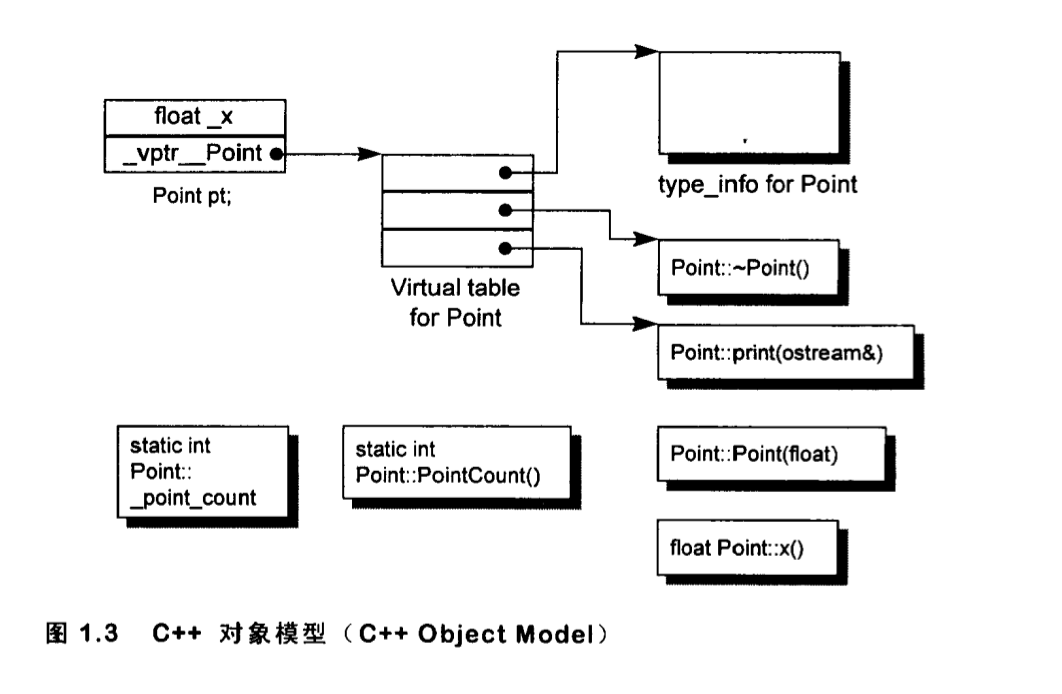 float _x
_vptr__Point
Point pt;
type_info for Point
Virtual table
for Point
Point::~Point()
Point::print(ostream&)
static int
Point::
_point_count
static int
Point::PointCount()
Point::Point(float)
float Point::x()
图 1.3 C++ 对象模型（C++ Object Model）